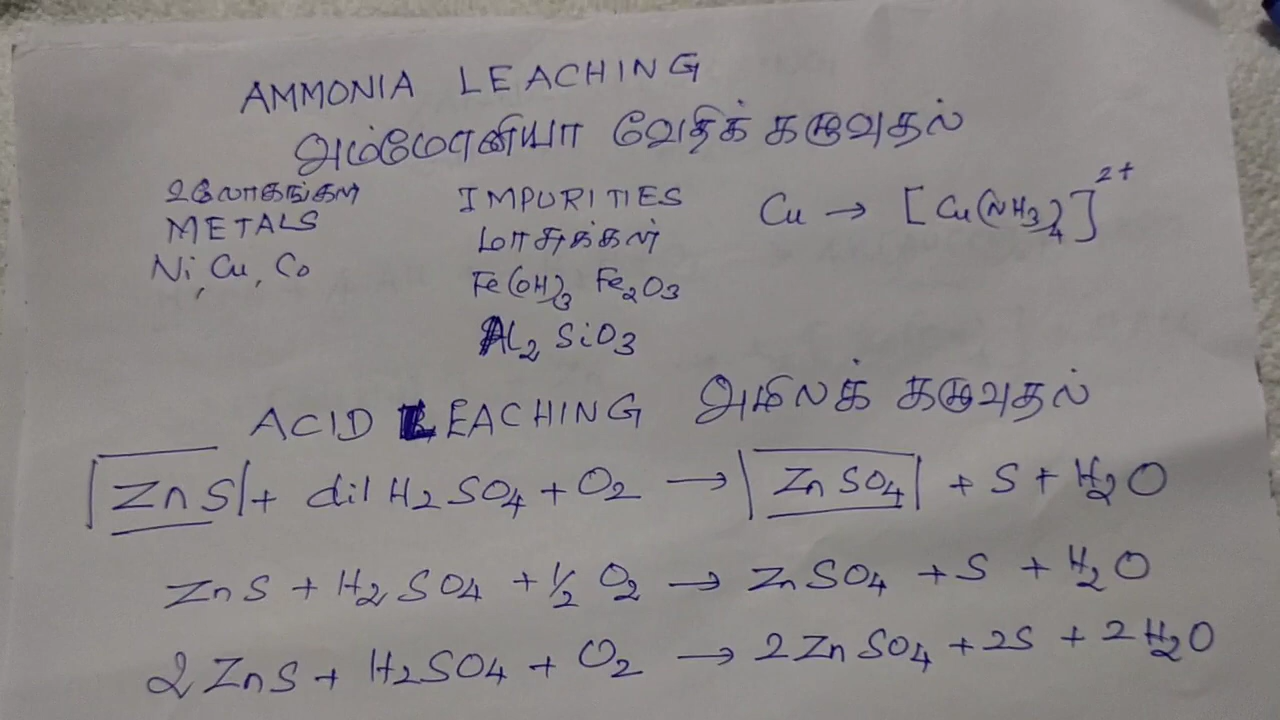 AMMONIA LEACHING
அம்மோனியா வேதிக் கழுவுதல்
உலோகங்கள்
METALS
Ni, Cu, Co
IMPURITIES
மாசுக்கள்
Fe(OH)3 Fe2O3
Al2 SiO3
Cu → [Cu(NH3)4]2+
ACID LEACHING அமிலக் கழுவுதல்
ZnS + dil H2SO4 + O2 → ZnSO4 + S + H2O
ZnS + H2SO4 + 1/2 O2 → ZnSO4 + S + H2O
2ZnS + H2SO4 + O2 → 2ZnSO4 + 2S + 2H2O